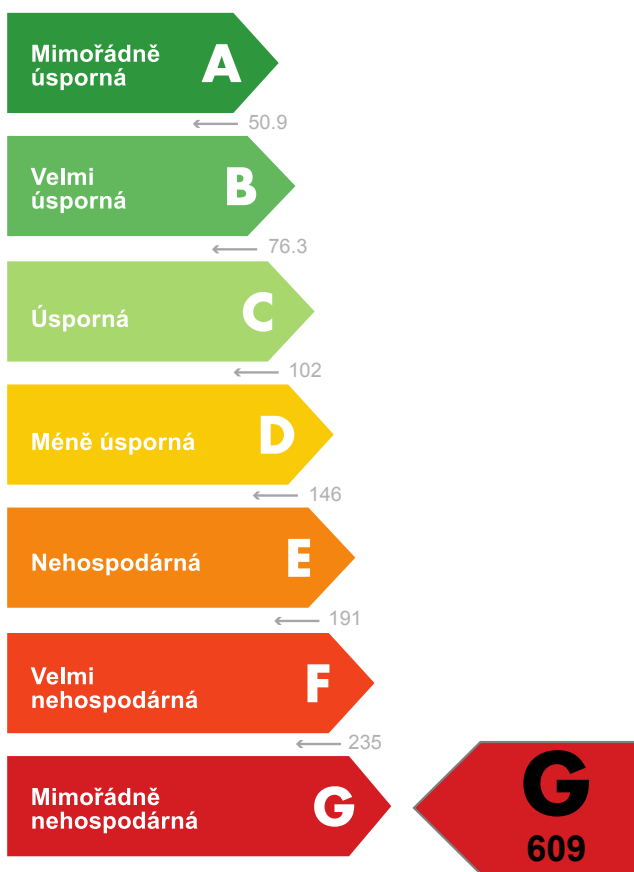 Mimořádně
úsporná
A
50.9
Velmi
úsporná
B
76.3
Úsporná
C
102
Méně úsporná
D
146
Nehospodárná
E
191
Velmi
nehospodárná
F
235
Mimořádně
nehospodárná
G
G
609